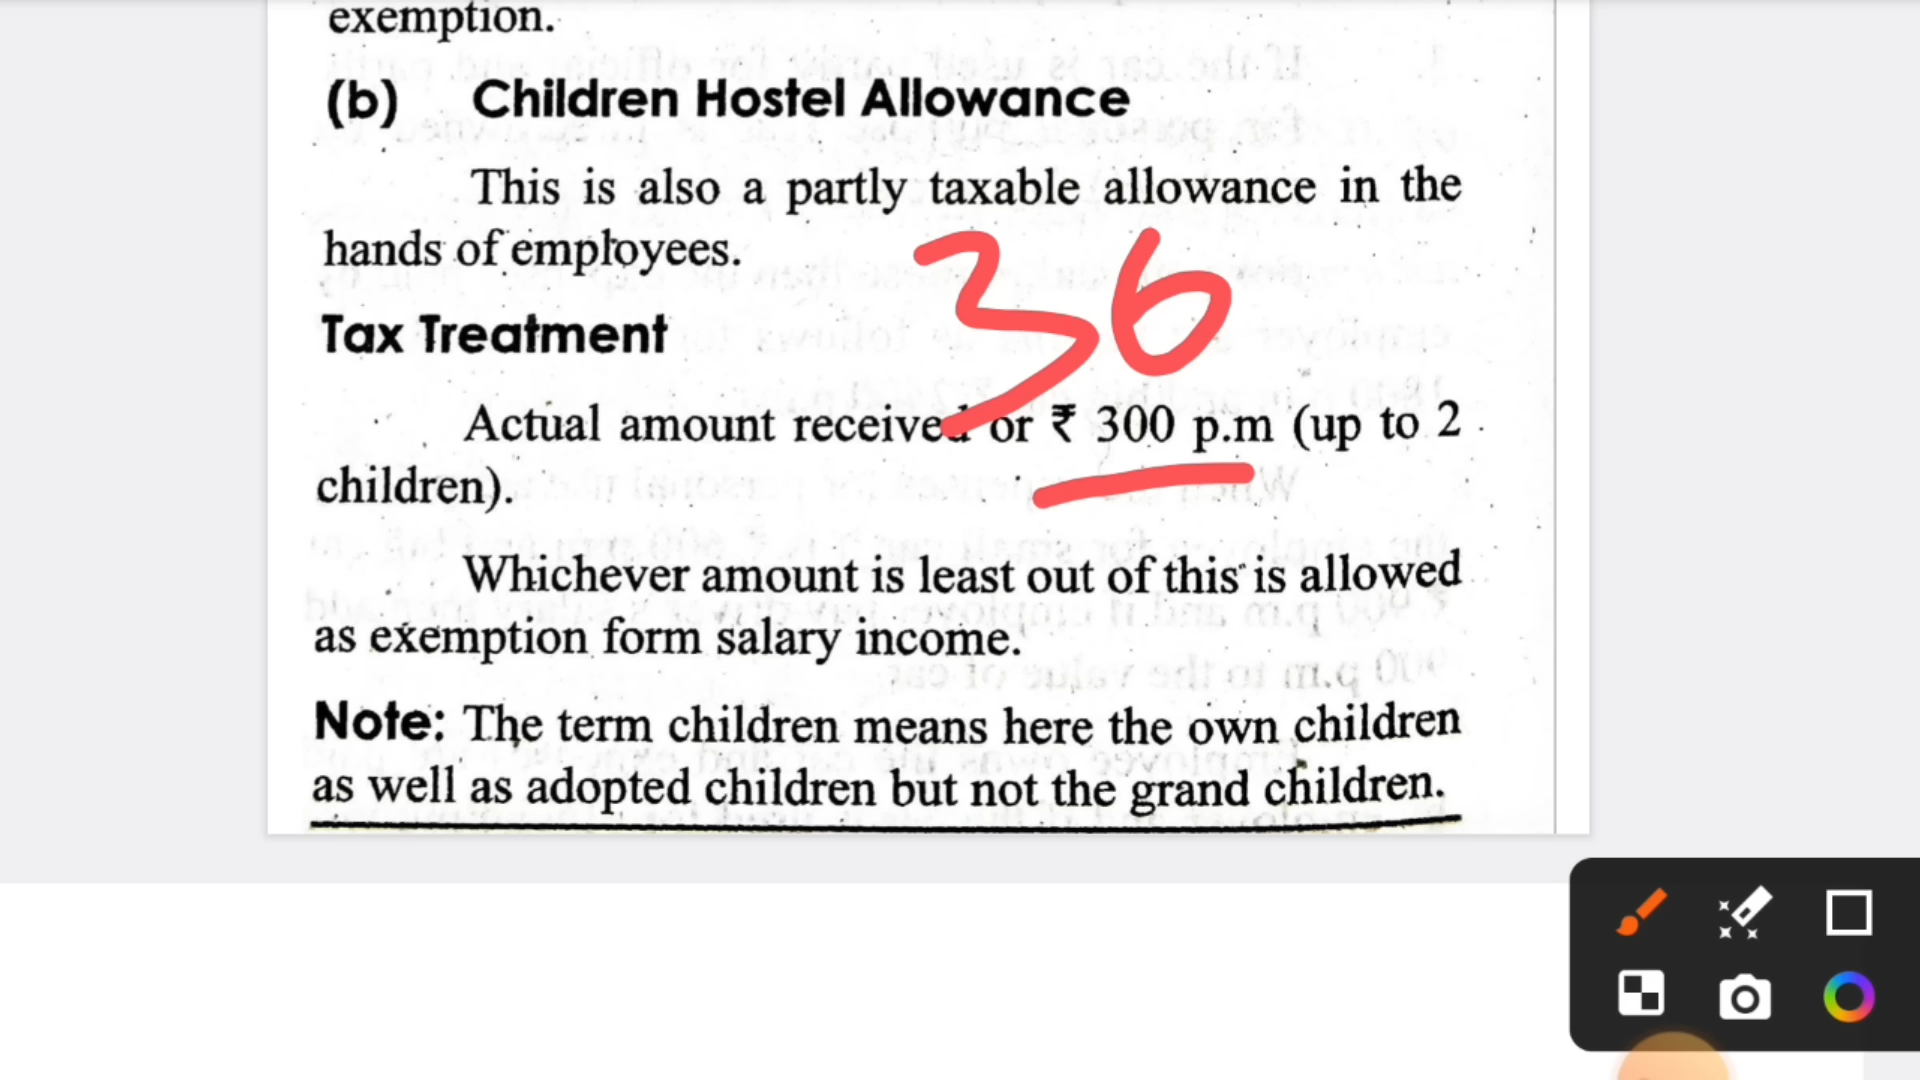 exemption.
(b) Children Hostel Allowance
This is also a partly taxable allowance in the
hands of employees.
36
Tax Treatment
Actual amount received or ₹ 300 p.m (up to 2
children).
Whichever amount is least out of this is allowed
as exemption form salary income.
Note: The term children means here the own children
as well as adopted children but not the grand children.